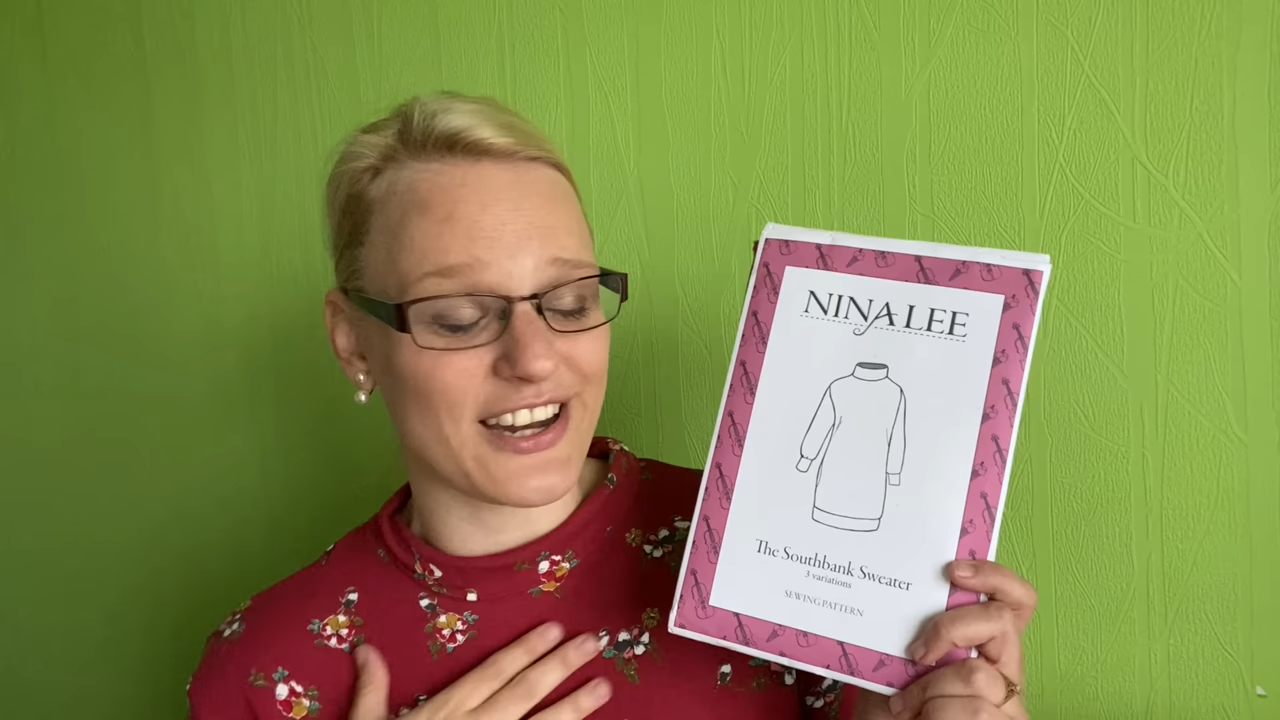 NINA LEE
The Southbank Sweater
3 variations
SEWING PATTERN